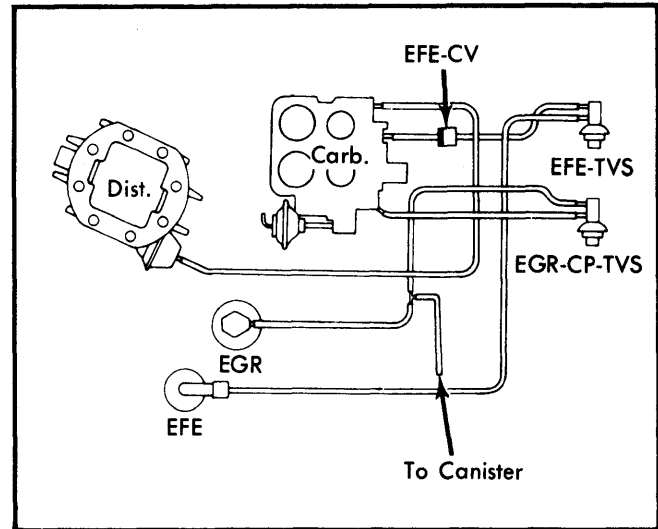 EFE-CV
Carb.
EFE-TVS
Dist.
EGR-CP-TVS
EGR
EFE
To Canister